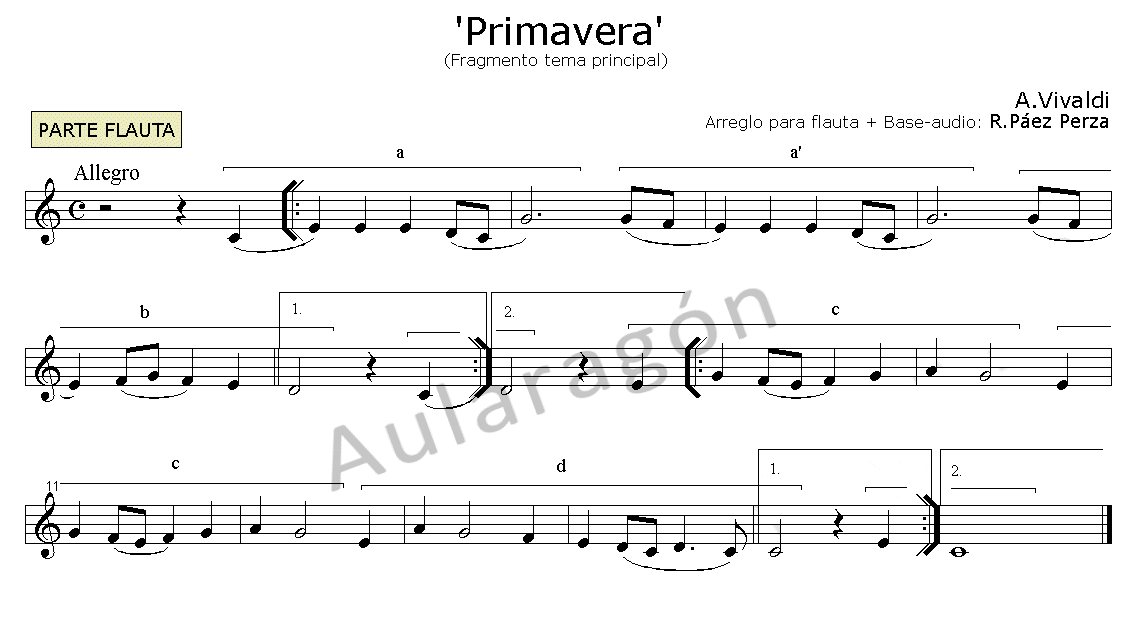 'Primavera'
(Fragmento tema principal)
A.Vivaldi
Arreglo para flauta + Base-audio: R.Páez Perza
PARTE FLAUTA
Allegro
a
a'
b
1.
2.
c
Aularagón
11
c
d
1.
2.